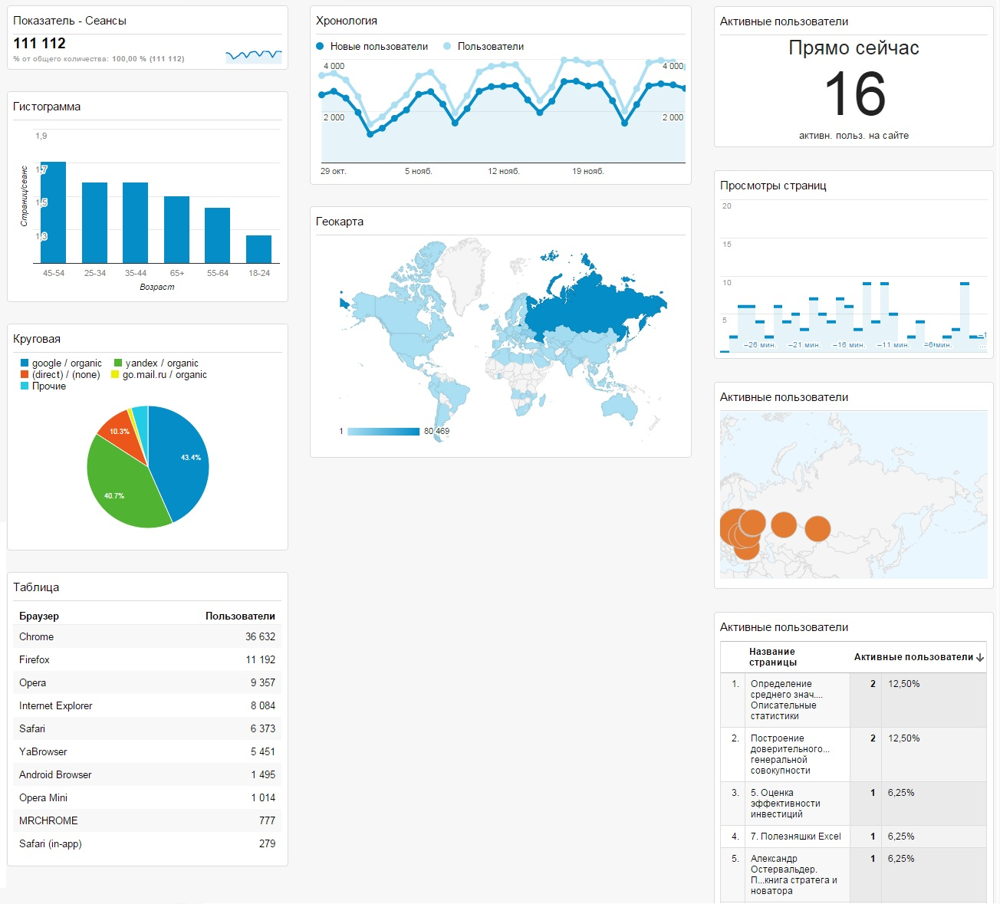 Показатель - Сеансы
111 112
% от общего количества: 100,00 % (111 112)
Гистограмма
1,9
1,7
1,5
1,3
Страниц/сеанс
45-54 25-34 35-44 65+ 55-64 18-24
Возраст
Круговая
google / organic yandex / organic
(direct) / (none) go.mail.ru / organic
Прочие
10.3%
43.4%
40.7%
Таблица
Браузер Пользователи
Chrome 36 632
Firefox 11 192
Opera 9 357
Internet Explorer 8 084
Safari 6 373
YaBrowser 5 451
Android Browser 1 495
Opera Mini 1 014
MRCHROME 777
Safari (in-app) 279
Хронология
Новые пользователи Пользователи
4 000 4 000
2 000 2 000
29 окт. 5 нояб. 12 нояб. 19 нояб.
Геокарта
1 80 469
Активные пользователи
Прямо сейчас
16
активн. польз. на сайте
Просмотры страниц
20
15
10
5
−26 мин. −21 мин. −16 мин. −11 мин. −6 мин. −1
...
Активные пользователи
Активные пользователи
Название
страницы
Активные пользователи
1. Определение 2 12,50%
среднего знач....
Описательные
статистики
2. Построение 2 12,50%
доверительного...
генеральной
совокупности
3. 5. Оценка 1 6,25%
эффективности
инвестиций
4. 7. Полезняшки Excel 1 6,25%
5. Александр 1 6,25%
Остервальдер.
П...книга стратега и
новатора